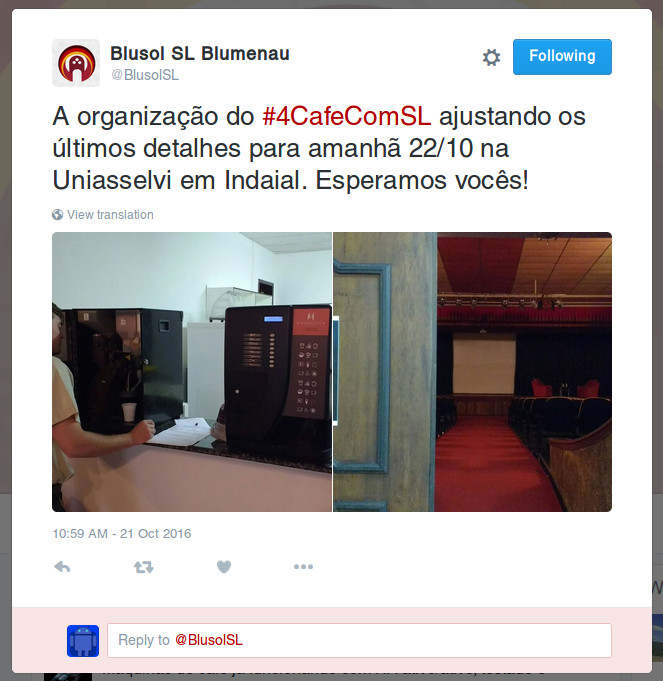 Blusol SL Blumenau
@BlusolSL
Following
A organização do #4CafeComSL ajustando os
últimos detalhes para amanhã 22/10 na
Uniasselvi em Indaial. Esperamos vocês!
View translation
10:59 AM - 21 Oct 2016
Reply to @BlusolSL